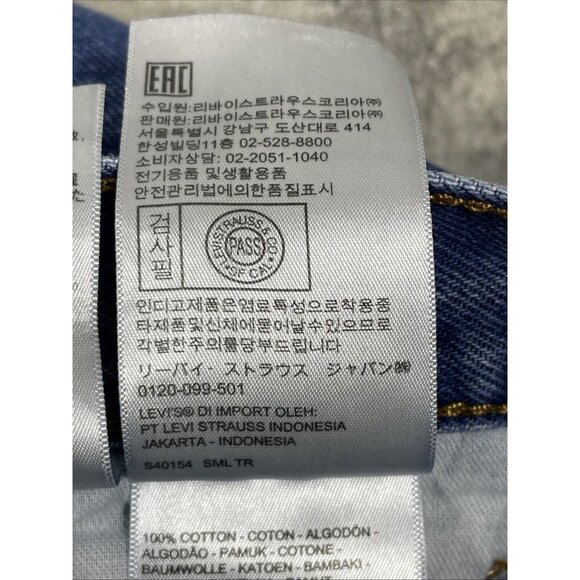 EAC
수입원:리바이스트라우스코리아㈜
판매원:리바이스트라우스코리아㈜
서울특별시 강남구 도산대로 414
한성빌딩11층 02-528-8800
소비자상담: 02-2051-1040
전기용품 및생활용품
안전관리법에의한품질표시
검사필
LEVI STRAUSS & CO
PASS
SF CAL
인디고제품은염료특성으로착용중
타제품및신체에묻어날수있으므로
각별한주의를당부드립니다
リーバイ・ストラウス ジャパン㈱
0120-099-501
LEVI'S® DI IMPORT OLEH:
PT LEVI STRAUSS INDONESIA
JAKARTA - INDONESIA
S40154 SML TR
100% COTTON - COTON - ALGODÓN -
ALGODÃO - PAMUK - COTONE -
BAUMWOLLE - KATOEN - BAMBAKI -